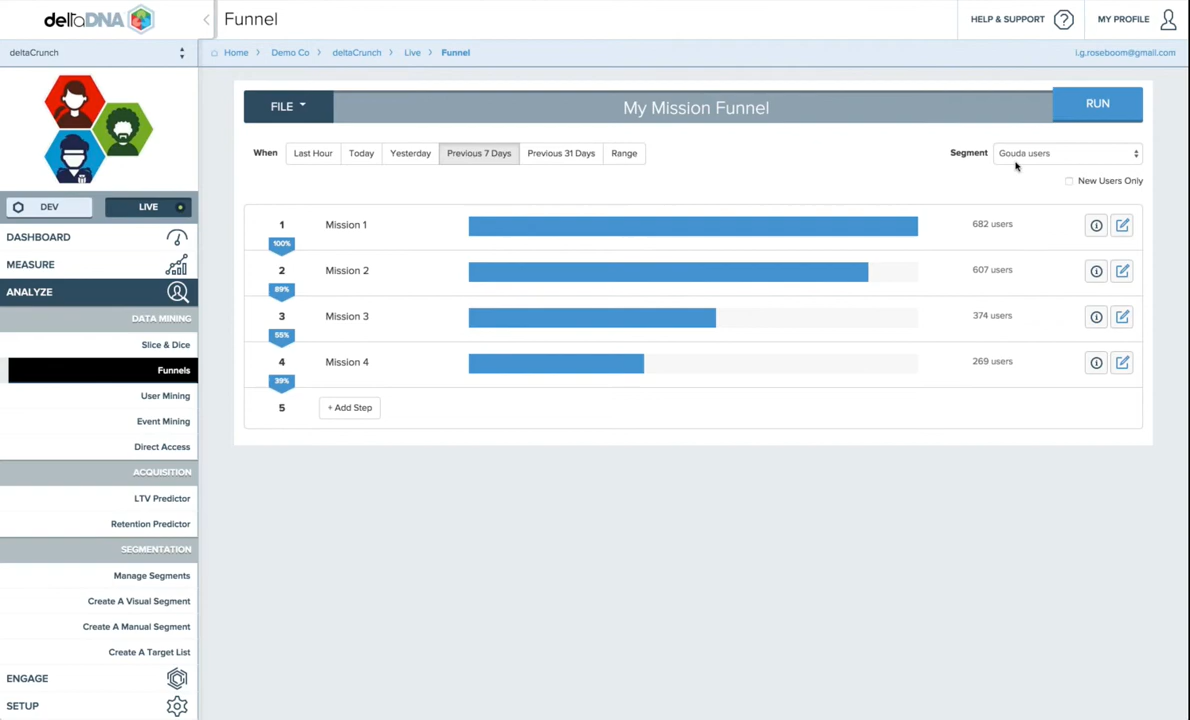 deltaDNA
Funnel
HELP & SUPPORT
MY PROFILE
deltaCrunch
Home
Demo Co
deltaCrunch
Live
Funnel
l.g.roseboom@gmail.com
FILE
My Mission Funnel
RUN
When
Last Hour
Today
Yesterday
Previous 7 Days
Previous 31 Days
Range
Segment
Gouda users
New Users Only
1 Mission 1 682 users
100%
2 Mission 2 607 users
89%
3 Mission 3 374 users
55%
4 Mission 4 269 users
39%
5 + Add Step
DEV
LIVE
DASHBOARD
MEASURE
ANALYZE
DATA MINING
Slice & Dice
Funnels
User Mining
Event Mining
Direct Access
ACQUISITION
LTV Predictor
Retention Predictor
SEGMENTATION
Manage Segments
Create A Visual Segment
Create A Manual Segment
Create A Target List
ENGAGE
SETUP